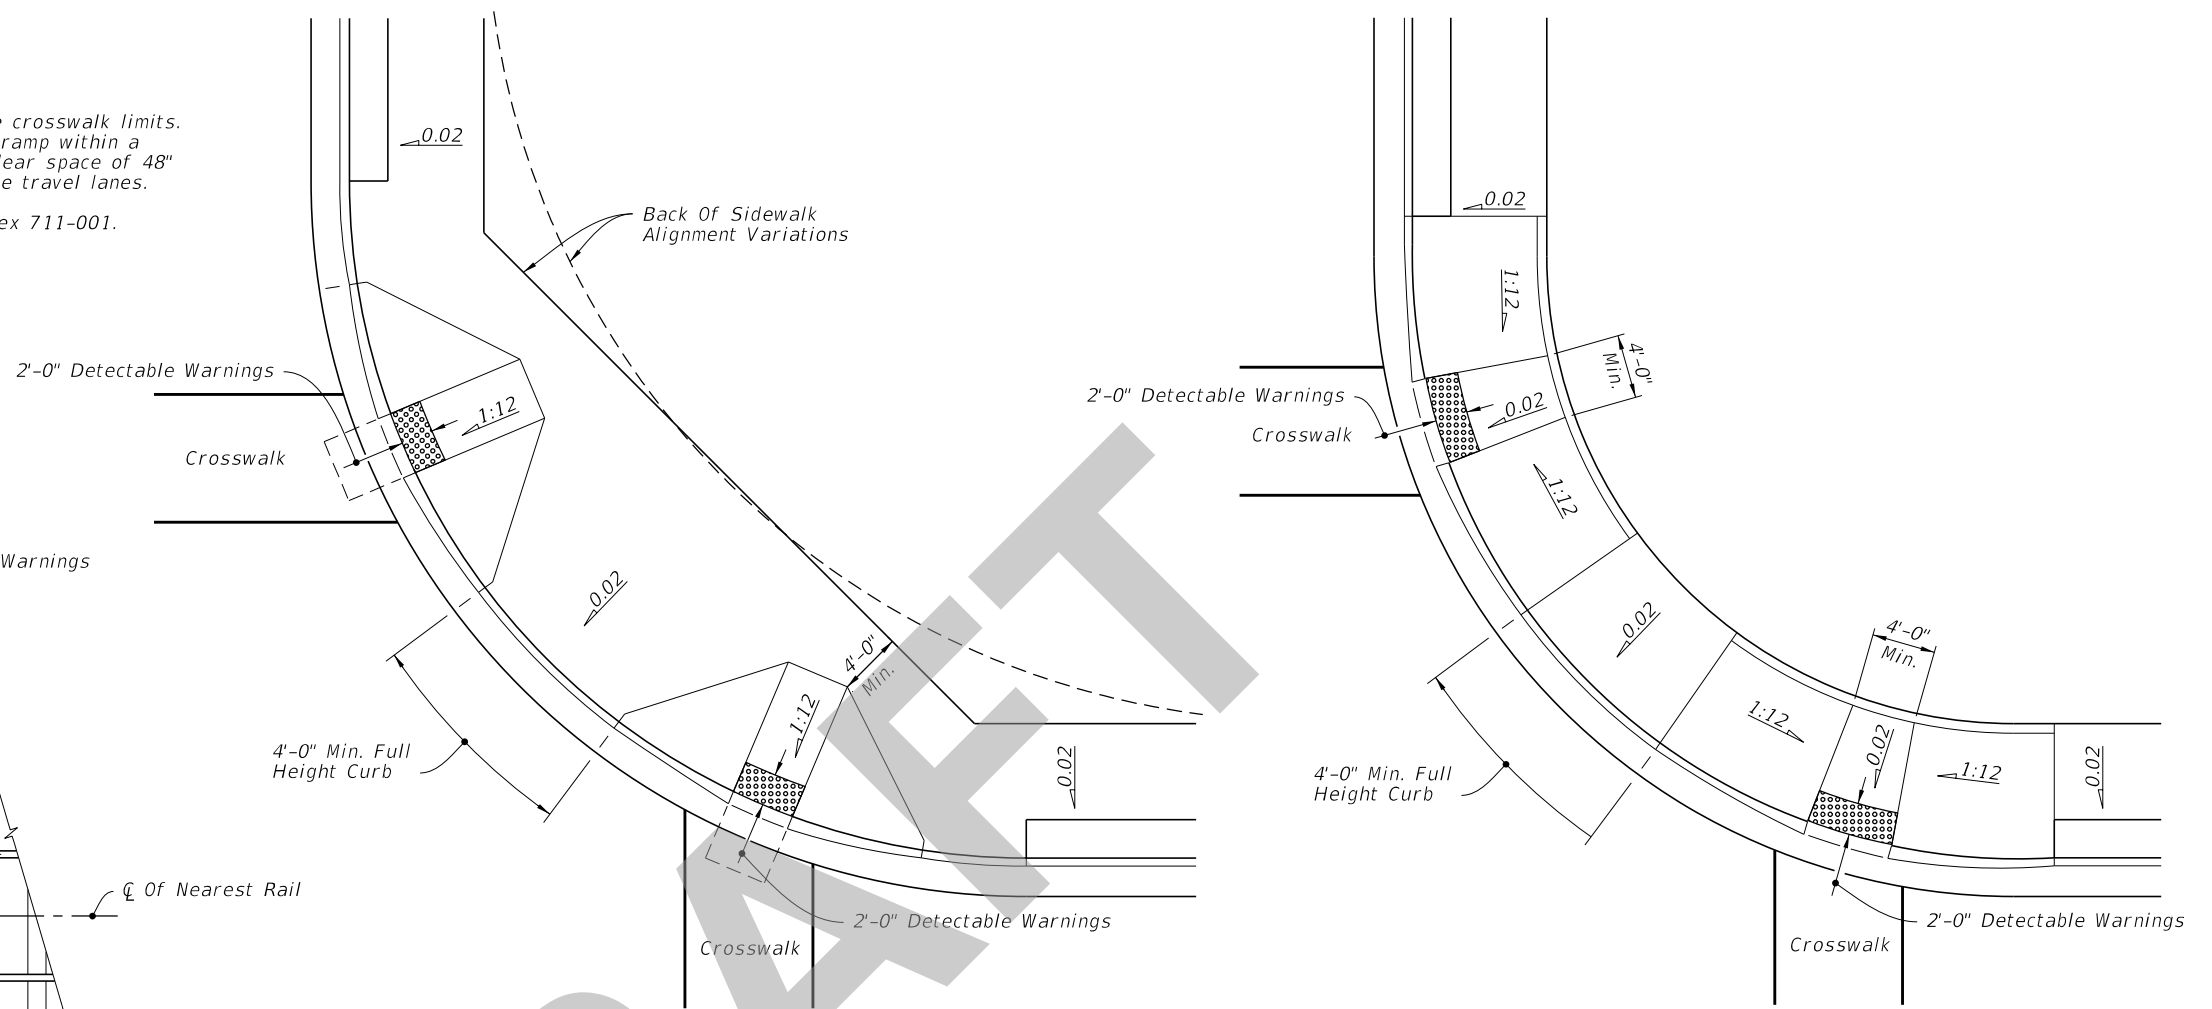 crosswalk limits.
ramp within a
lear space of 48"
e travel lanes.
ex 711-001.
Warnings
℄ Of Nearest Rail
0.02
Back Of Sidewalk
Alignment Variations
2'-0" Detectable Warnings
1:12
Crosswalk
0.02
4'-0"
Min.
1:12
4'-0" Min. Full
Height Curb
0.02
2'-0" Detectable Warnings
Crosswalk
0.02
1:12
4'-0"
Min.
2'-0" Detectable Warnings
0.02
Crosswalk
1:12
0.02
4'-0"
Min.
1:12
0.02
1:12
0.02
4'-0" Min. Full
Height Curb
2'-0" Detectable Warnings
Crosswalk
AFT